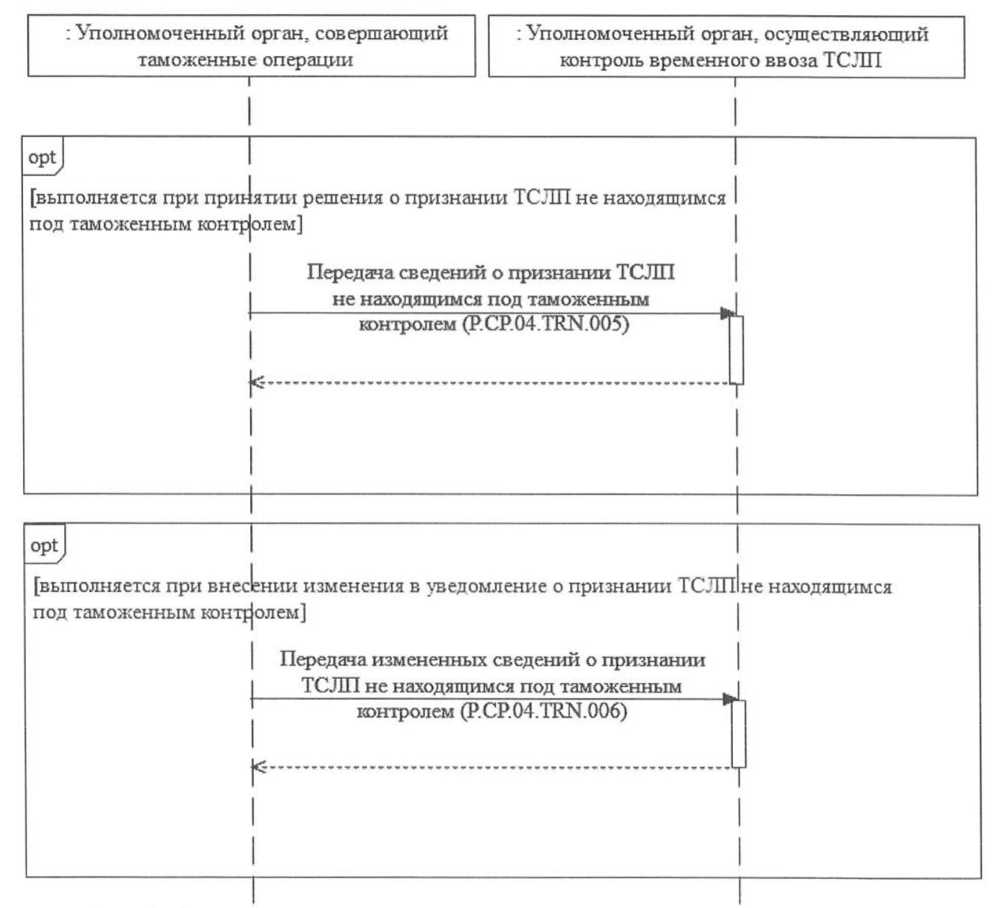 : Уполномоченный орган, совершающий
таможенные операции
: Уполномоченный орган, осуществляющий
контроль временного ввоза ТСЛП
opt
[выполняется при принятии решения о признании ТСЛП не находящимся
под таможенным контролем]
Передача сведений о признании ТСЛП
не находящимся под таможенным
контролем (P.CP.04.TRN.005)
opt
[выполняется при внесении изменения в уведомление о признании ТСЛП не находящимся
под таможенным контролем]
Передача измененных сведений о признании
ТСЛП не находящимся под таможенным
контролем (P.CP.04.TRN.006)